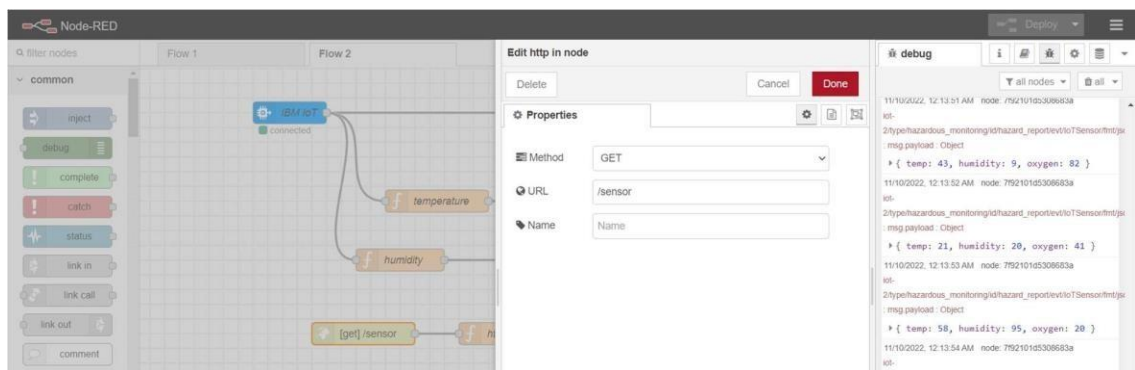 Node-RED
Deploy
filter nodes
Flow 1
Flow 2
Edit http in node
debug
i
common
Delete
Cancel
Done
all nodes
all
inject
debug
complete
catch
status
link in
link call
link out
comment
IBM IoT
connected
temperature
humidity
[get] /sensor
Properties
Method
GET
URL
/sensor
Name
Name
11/10/2022, 12:13:51 AM node: 7f92101d5308683a
iot-
2/type/hazardous_monitoring/id/hazard_report/evt/IoTSensor/fmt/
: msg.payload : Object
{ temp: 43, humidity: 9, oxygen: 82 }
11/10/2022, 12:13:52 AM node: 7f92101d5308683a
iot-
2/type/hazardous_monitoring/id/hazard_report/evt/IoTSensor/fmt/
: msg.payload : Object
{ temp: 21, humidity: 20, oxygen: 41 }
11/10/2022, 12:13:53 AM node: 7f92101d5308683a
iot-
2/type/hazardous_monitoring/id/hazard_report/evt/IoTSensor/fmt/
: msg.payload : Object
{ temp: 58, humidity: 95, oxygen: 20 }
11/10/2022, 12:13:54 AM node: 7f92101d5308683a
iot-